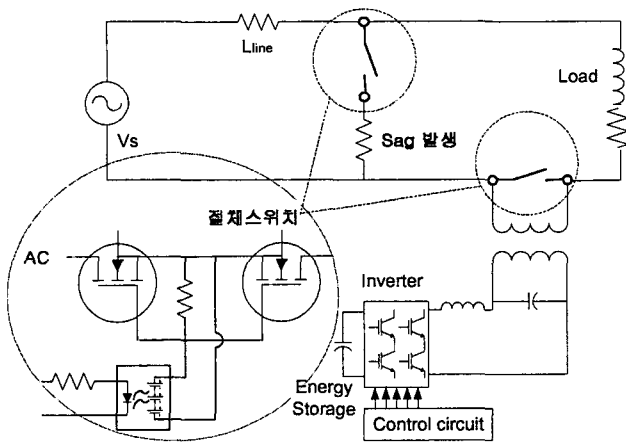 Lline
Load
Vs
Sag 발생
절체스위치
AC
Inverter
Energy
Storage
Control circuit